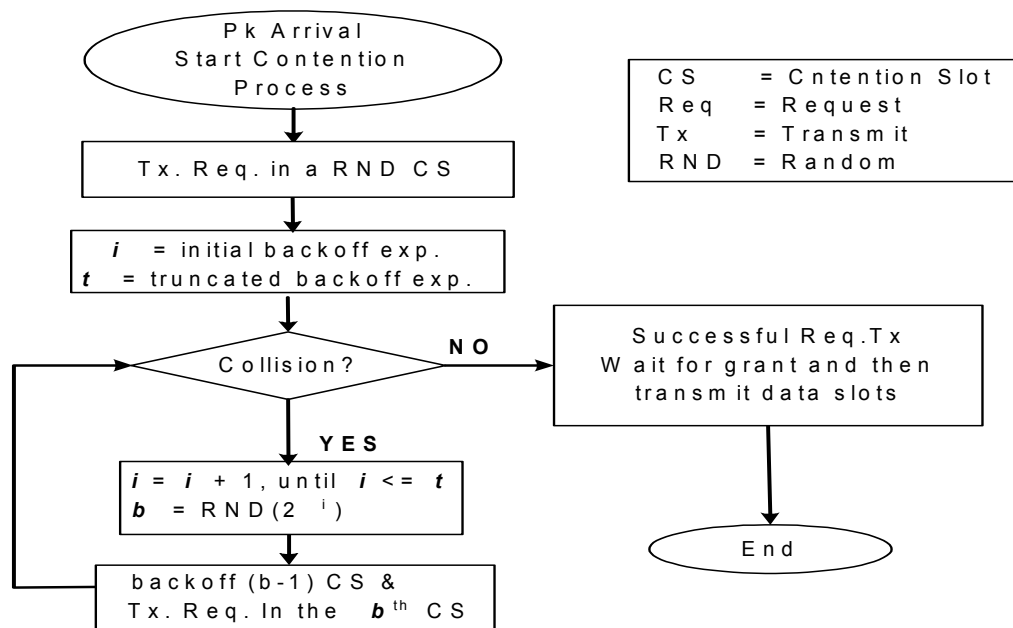 Pk Arrival
Start Contention
Process
CS = Cntention Slot
Req = Request
Tx = Transmit
RND = Random
Tx. Req. in a RND CS
i = initial backoff exp.
t = truncated backoff exp.
Collision?
NO
Successful Req.Tx
Wait for grant and then
transmit data slots
YES
i = i + 1, until i <= t
b = RND(2 i)
backoff (b-1) CS &
Tx. Req. In the bth CS
End